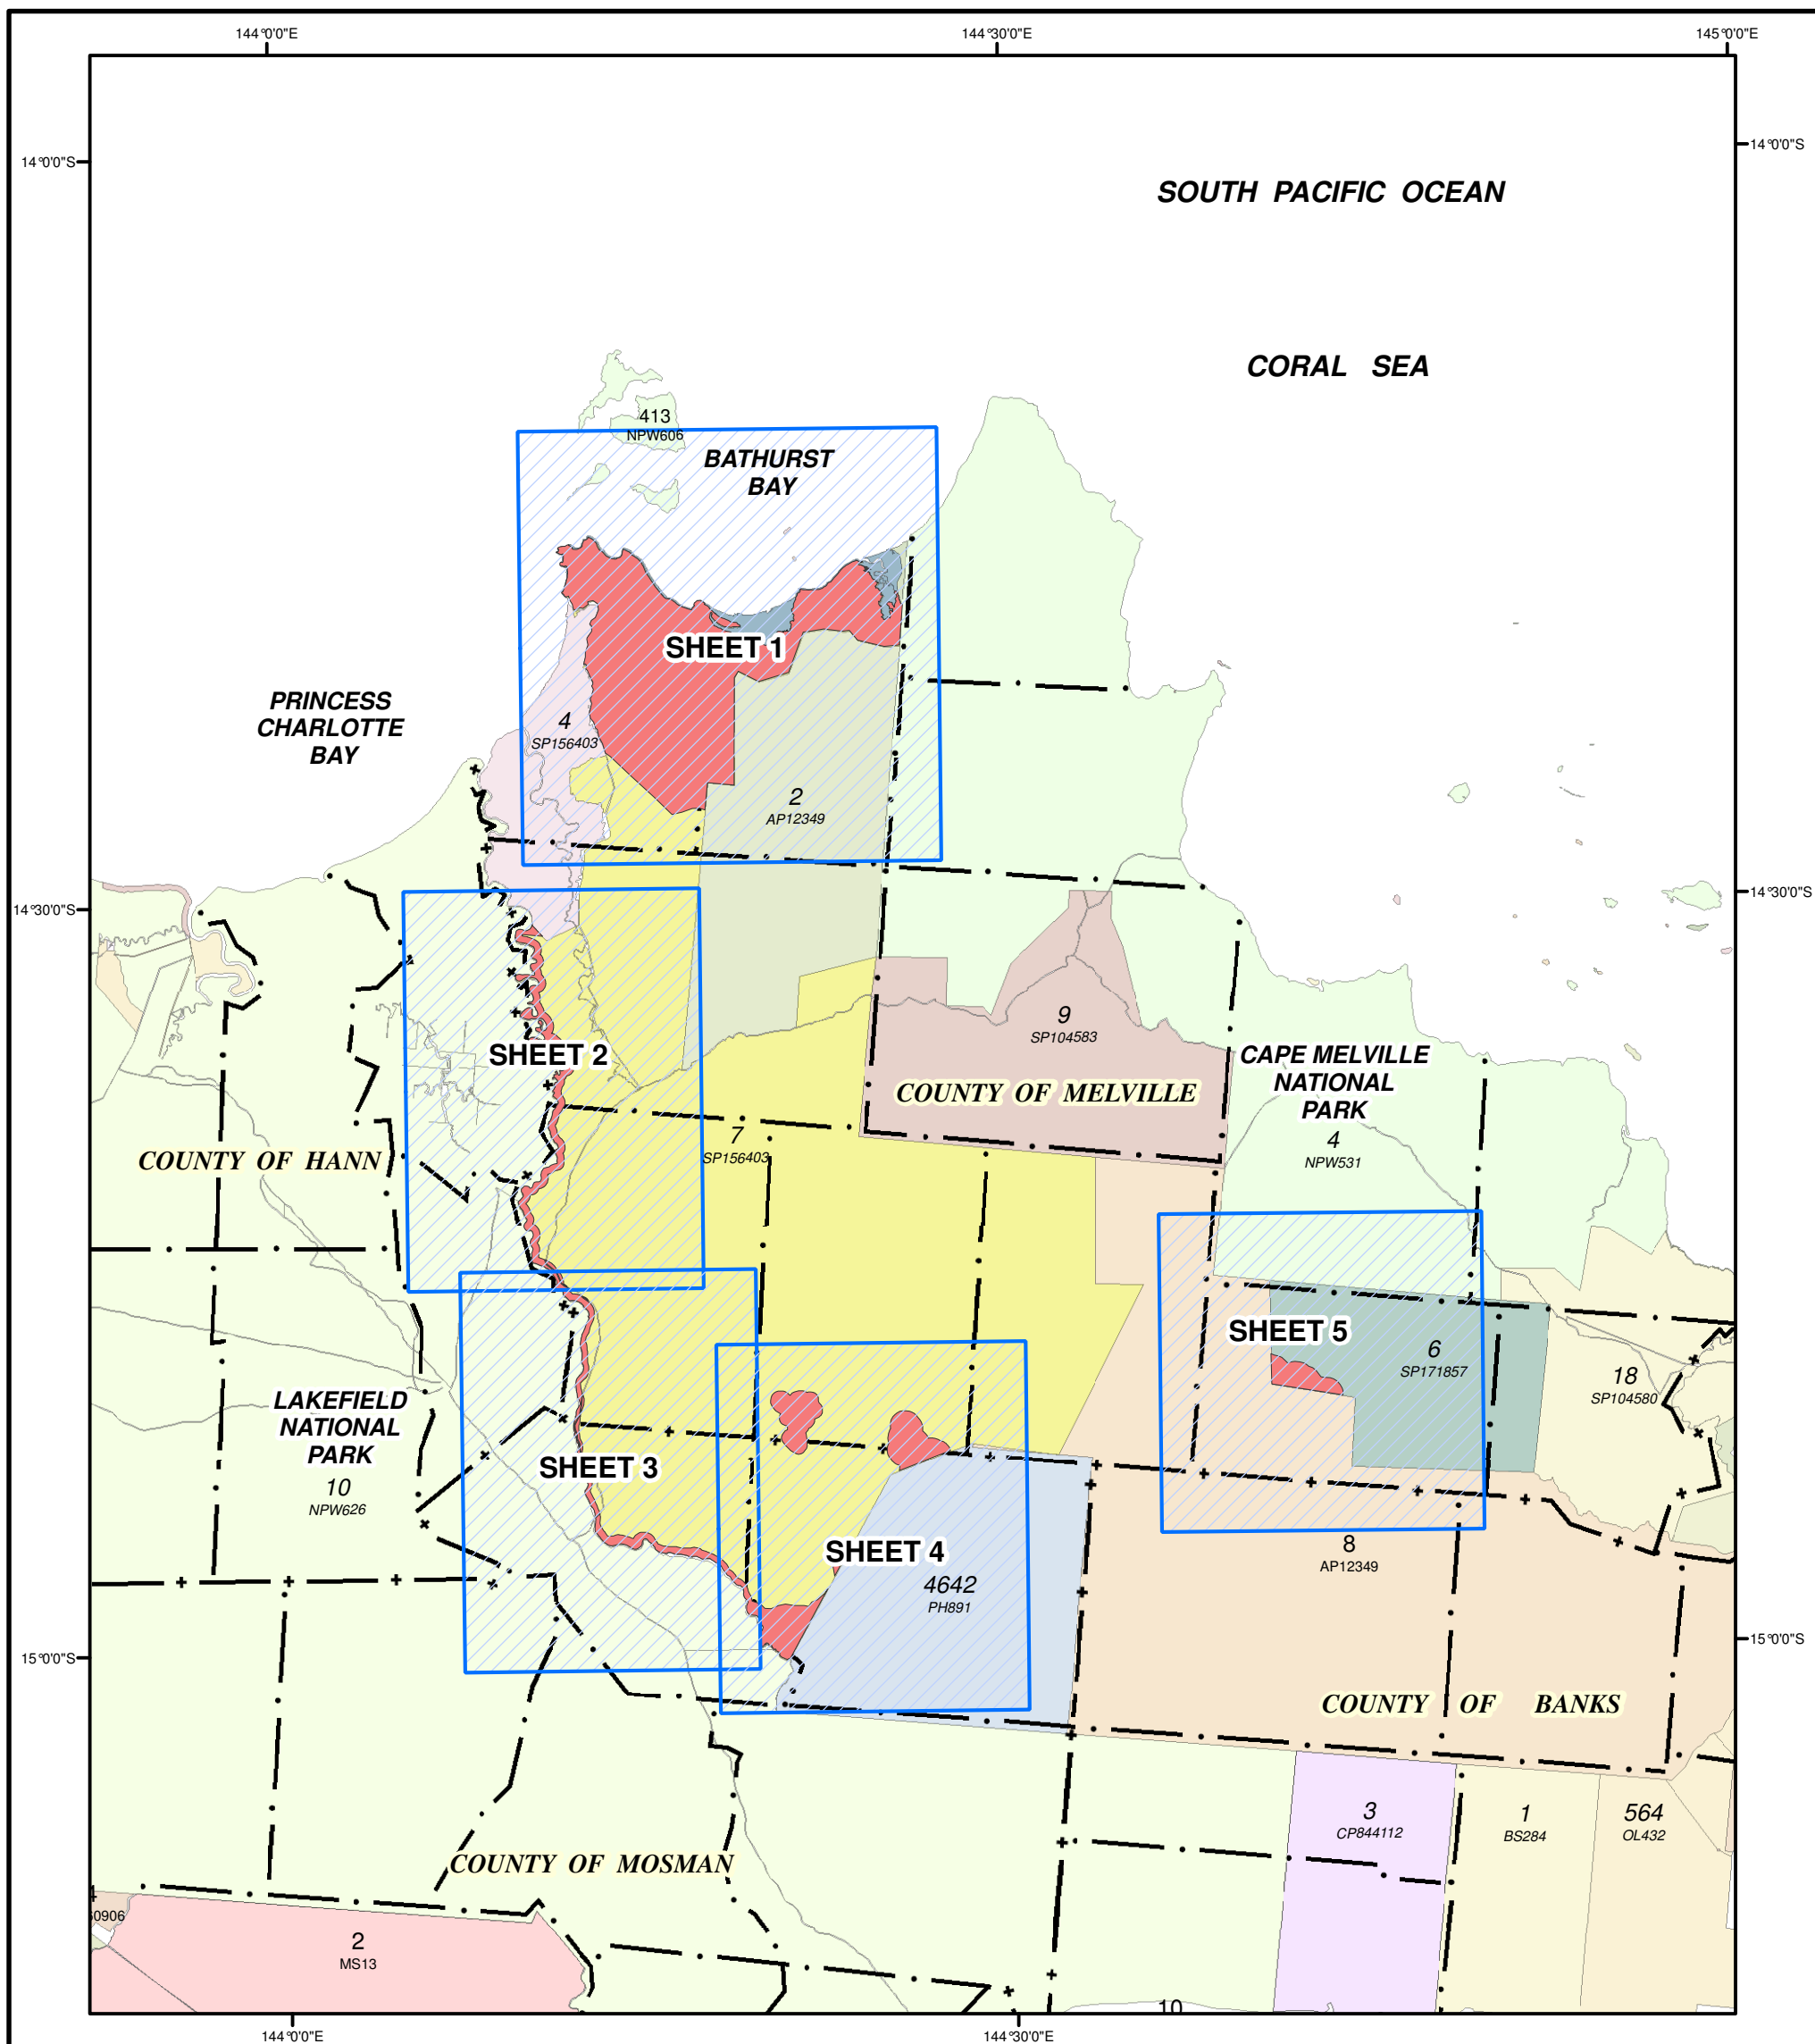 144°0'0"E
144°30'0"E
145°0'0"E
14°0'0"S
14°0'0"S
SOUTH PACIFIC OCEAN
CORAL SEA
413
NPW606
BATHURST
BAY
SHEET 1
PRINCESS
CHARLOTTE
BAY
4
SP156403
2
AP12349
14°30'0"S
14°30'0"S
9
SP104583
SHEET 2
CAPE MELVILLE
NATIONAL
PARK
4
NPW531
COUNTY OF MELVILLE
7
SP156403
COUNTY OF HANN
SHEET 5
6
SP171857
18
SP104580
LAKEFIELD
NATIONAL
PARK
10
NPW626
SHEET 3
SHEET 4
4642
PH891
8
AP12349
15°0'0"S
15°0'0"S
COUNTY OF BANKS
3
CP844112
1
BS284
564
OL432
COUNTY OF MOSMAN
2
MS13
10
144°0'0"E
144°30'0"E